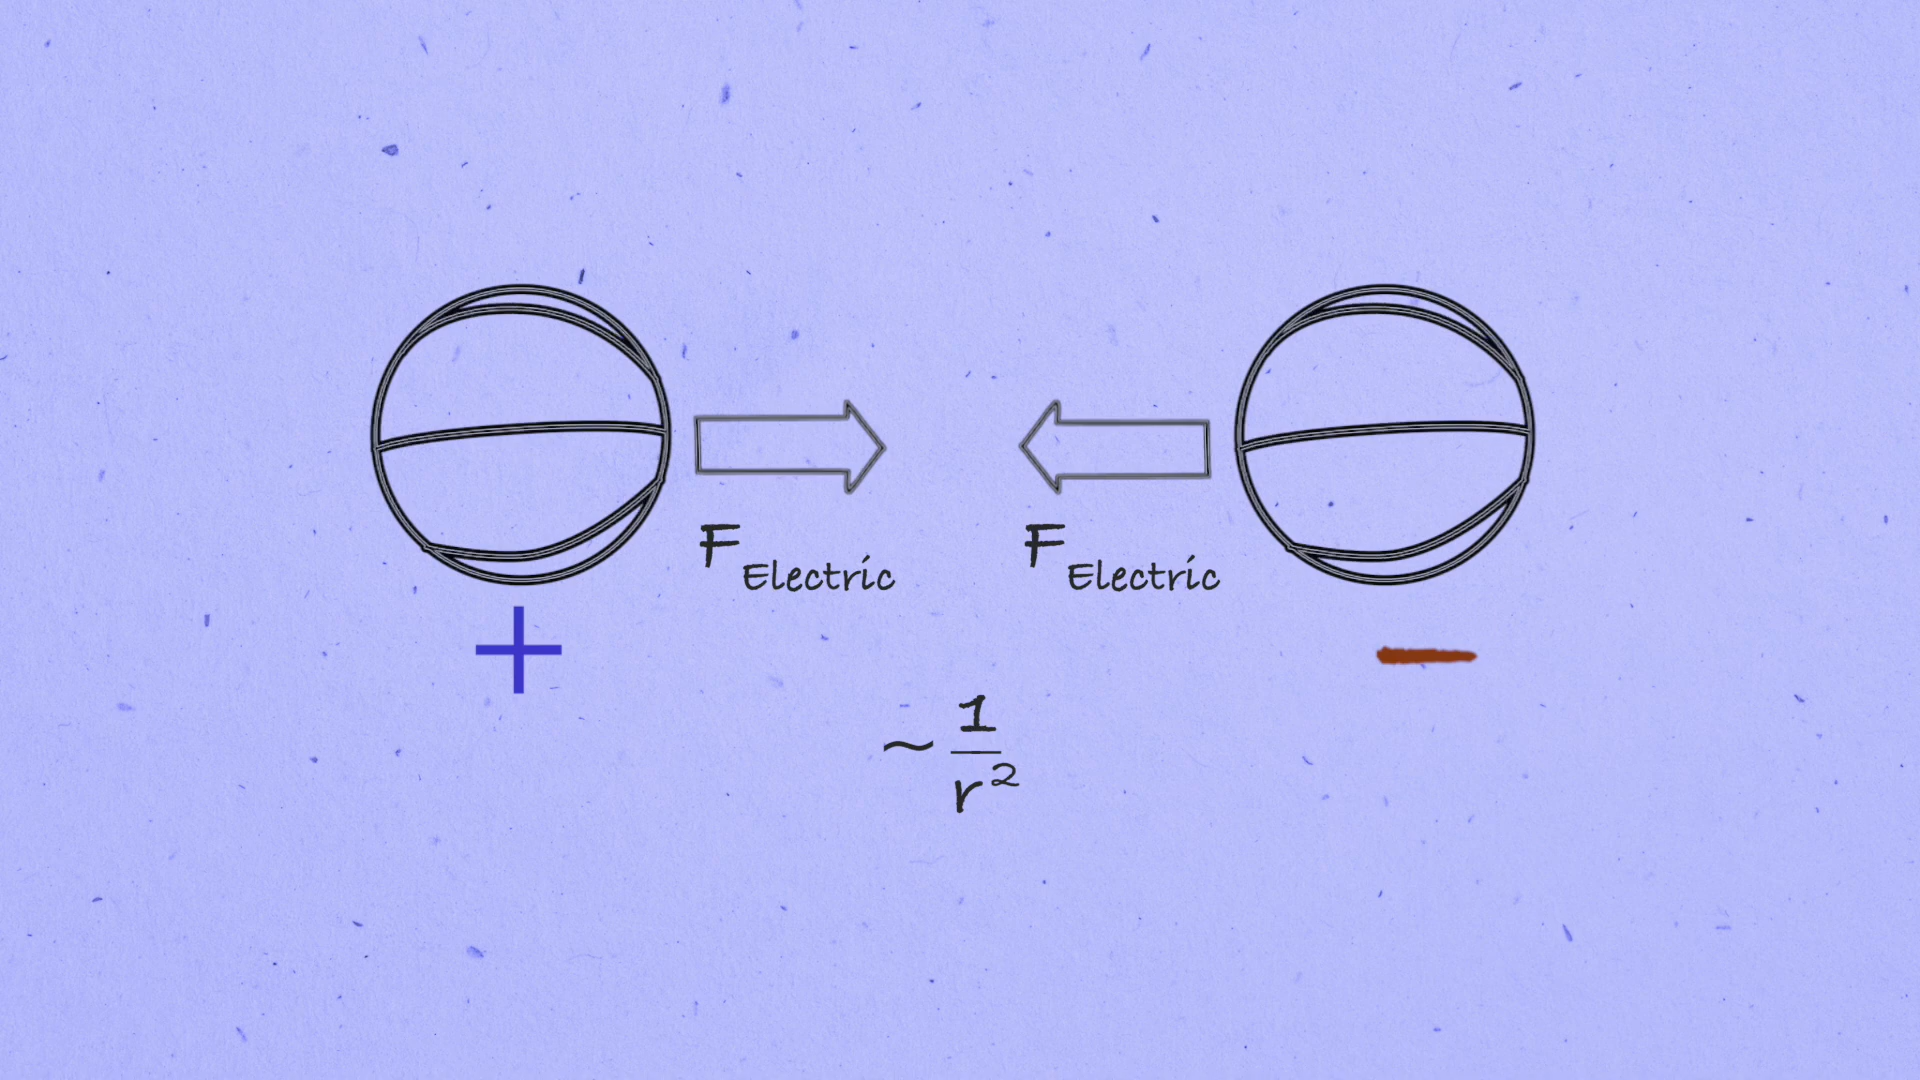 F Electric F Electric
+ −
~ 1/r²